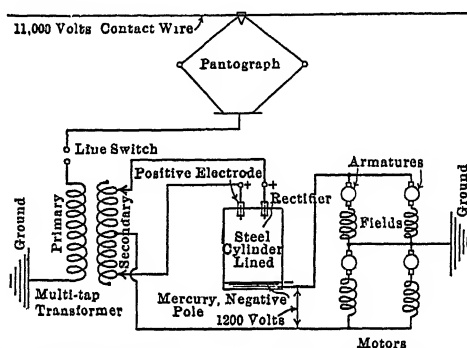 11,000 Volts Contact Wire
Pantograph
Line Switch
Positive Electrode
+
+
Armatures
Rectifier
Ground
Primary
Secondary
Steel
Cylinder
Lined
Fields
Ground
Multi-tap
Transformer
Mercury, Negative
Pole
1200 Volts
Motors